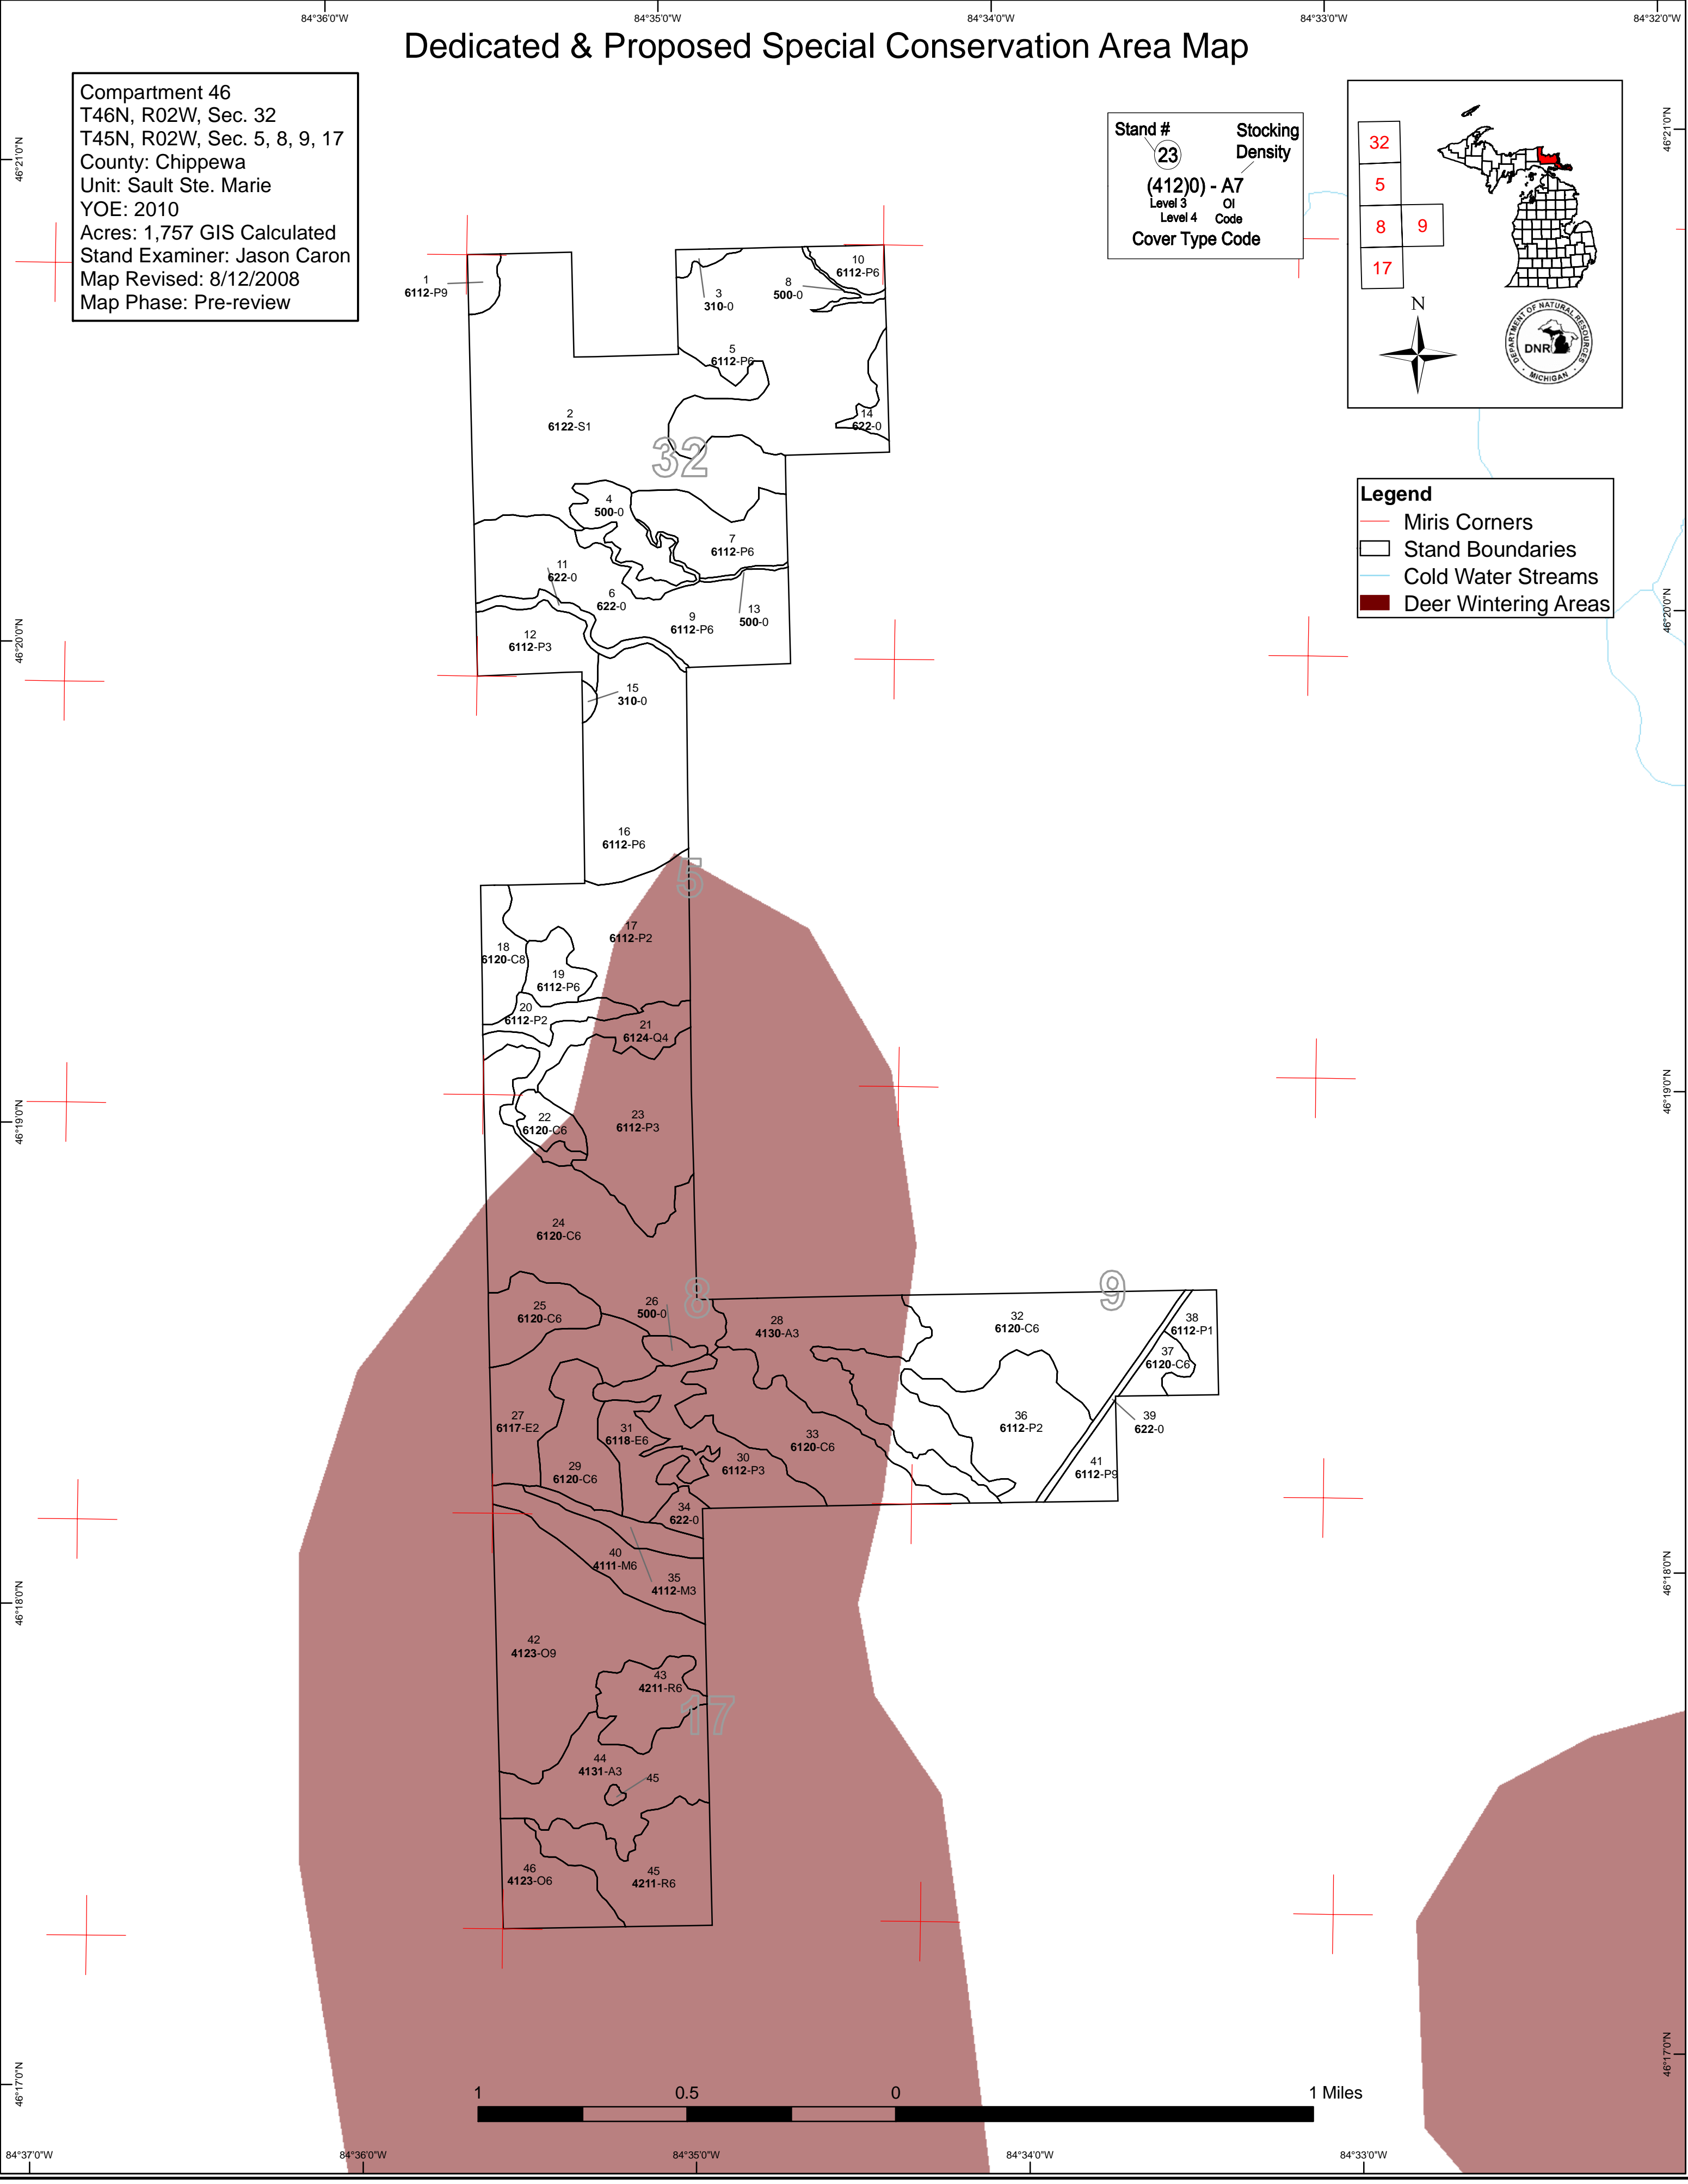 84°36'0"W
84°35'0"W
84°34'0"W
84°33'0"W
84°32'0"W
Dedicated & Proposed Special Conservation Area Map
Compartment 46
T46N, R02W, Sec. 32
T45N, R02W, Sec. 5, 8, 9, 17
County: Chippewa
Unit: Sault Ste. Marie
YOE: 2010
Acres: 1,757 GIS Calculated
Stand Examiner: Jason Caron
Map Revised: 8/12/2008
Map Phase: Pre-review
Stand #
Stocking
Density
23
(412)0) - A7
Level 3
OI
Level 4
Code
Cover Type Code
32
5
8
9
17
N
DEPARTMENT OF NATURAL RESOURCES
DNR
MICHIGAN
Legend
Miris Corners
Stand Boundaries
Cold Water Streams
Deer Wintering Areas
46°21'0"N
46°21'0"N
46°20'0"N
46°20'0"N
46°19'0"N
46°19'0"N
46°18'0"N
46°18'0"N
46°17'0"N
46°17'0"N
1
6112-P9
2
6122-S1
3
310-0
8
500-0
10
6112-P6
5
6112-P6
14
622-0
32
4
500-0
7
6112-P6
11
622-0
6
622-0
9
6112-P6
13
500-0
12
6112-P3
15
310-0
16
6112-P6
5
17
6112-P2
18
6120-C8
19
6112-P6
20
6112-P2
21
6124-Q4
22
6120-C6
23
6112-P3
24
6120-C6
25
6120-C6
26
500-0
8
28
4130-A3
9
32
6120-C6
38
6112-P1
37
6120-C6
27
6117-E2
31
6118-E6
33
6120-C6
36
6112-P2
39
622-0
29
6120-C6
30
6112-P3
41
6112-P9
34
622-0
40
4111-M6
35
4112-M3
42
4123-O9
43
4211-R6
17
44
4131-A3
45
46
4123-O6
45
4211-R6
1
0.5
0
1 Miles
84°37'0"W
84°36'0"W
84°35'0"W
84°34'0"W
84°33'0"W